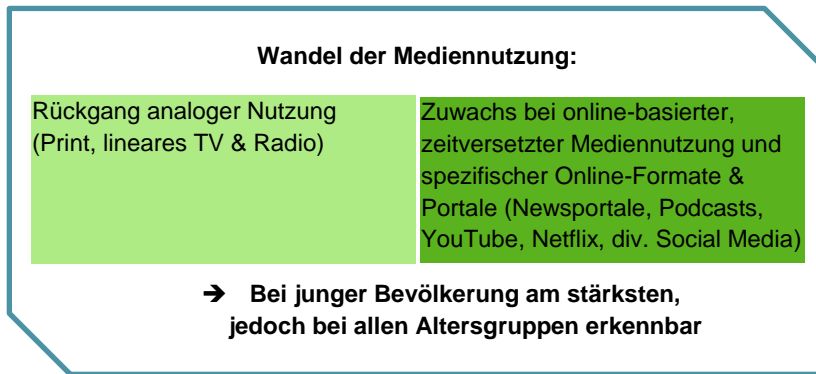 Wandel der Mediennutzung:
Rückgang analoger Nutzung
(Print, lineares TV & Radio)
Zuwachs bei online-basierter,
zeitversetzter Mediennutzung und
spezifischer Online-Formate &
Portale (Newsportale, Podcasts,
YouTube, Netflix, div. Social Media)
➔ Bei junger Bevölkerung am stärksten,
jedoch bei allen Altersgruppen erkennbar